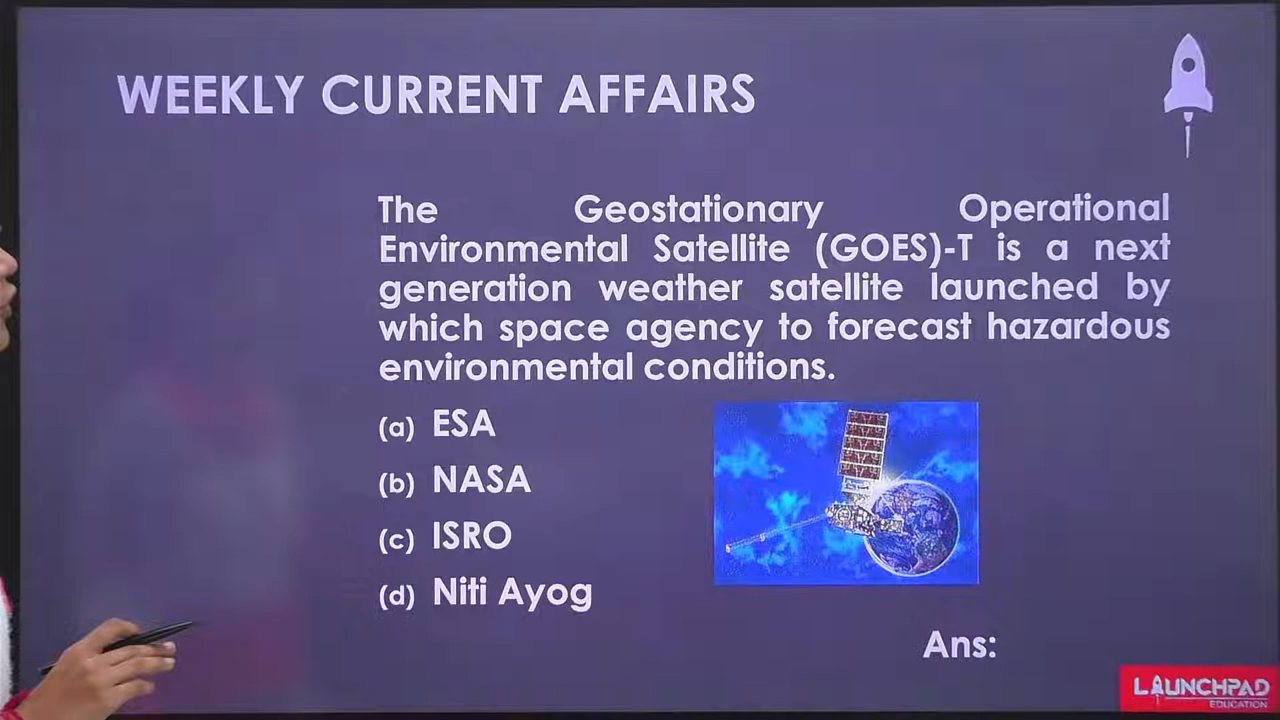 WEEKLY CURRENT AFFAIRS
The Geostationary Operational
Environmental Satellite (GOES)-T is a next
generation weather satellite launched by
which space agency to forecast hazardous
environmental conditions.
(a) ESA
(b) NASA
(c) ISRO
(d) Niti Ayog
Ans:
LAUNCHPAD
EDUCATION